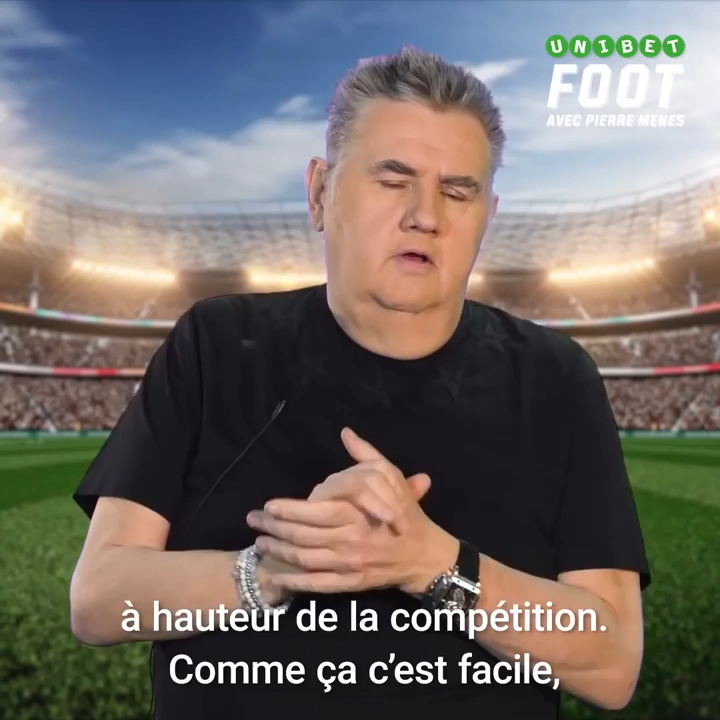 UNIBET
FOOT
AVEC PIERRE MENES
à hauteur de la compétition.
Comme ça c’est facile,